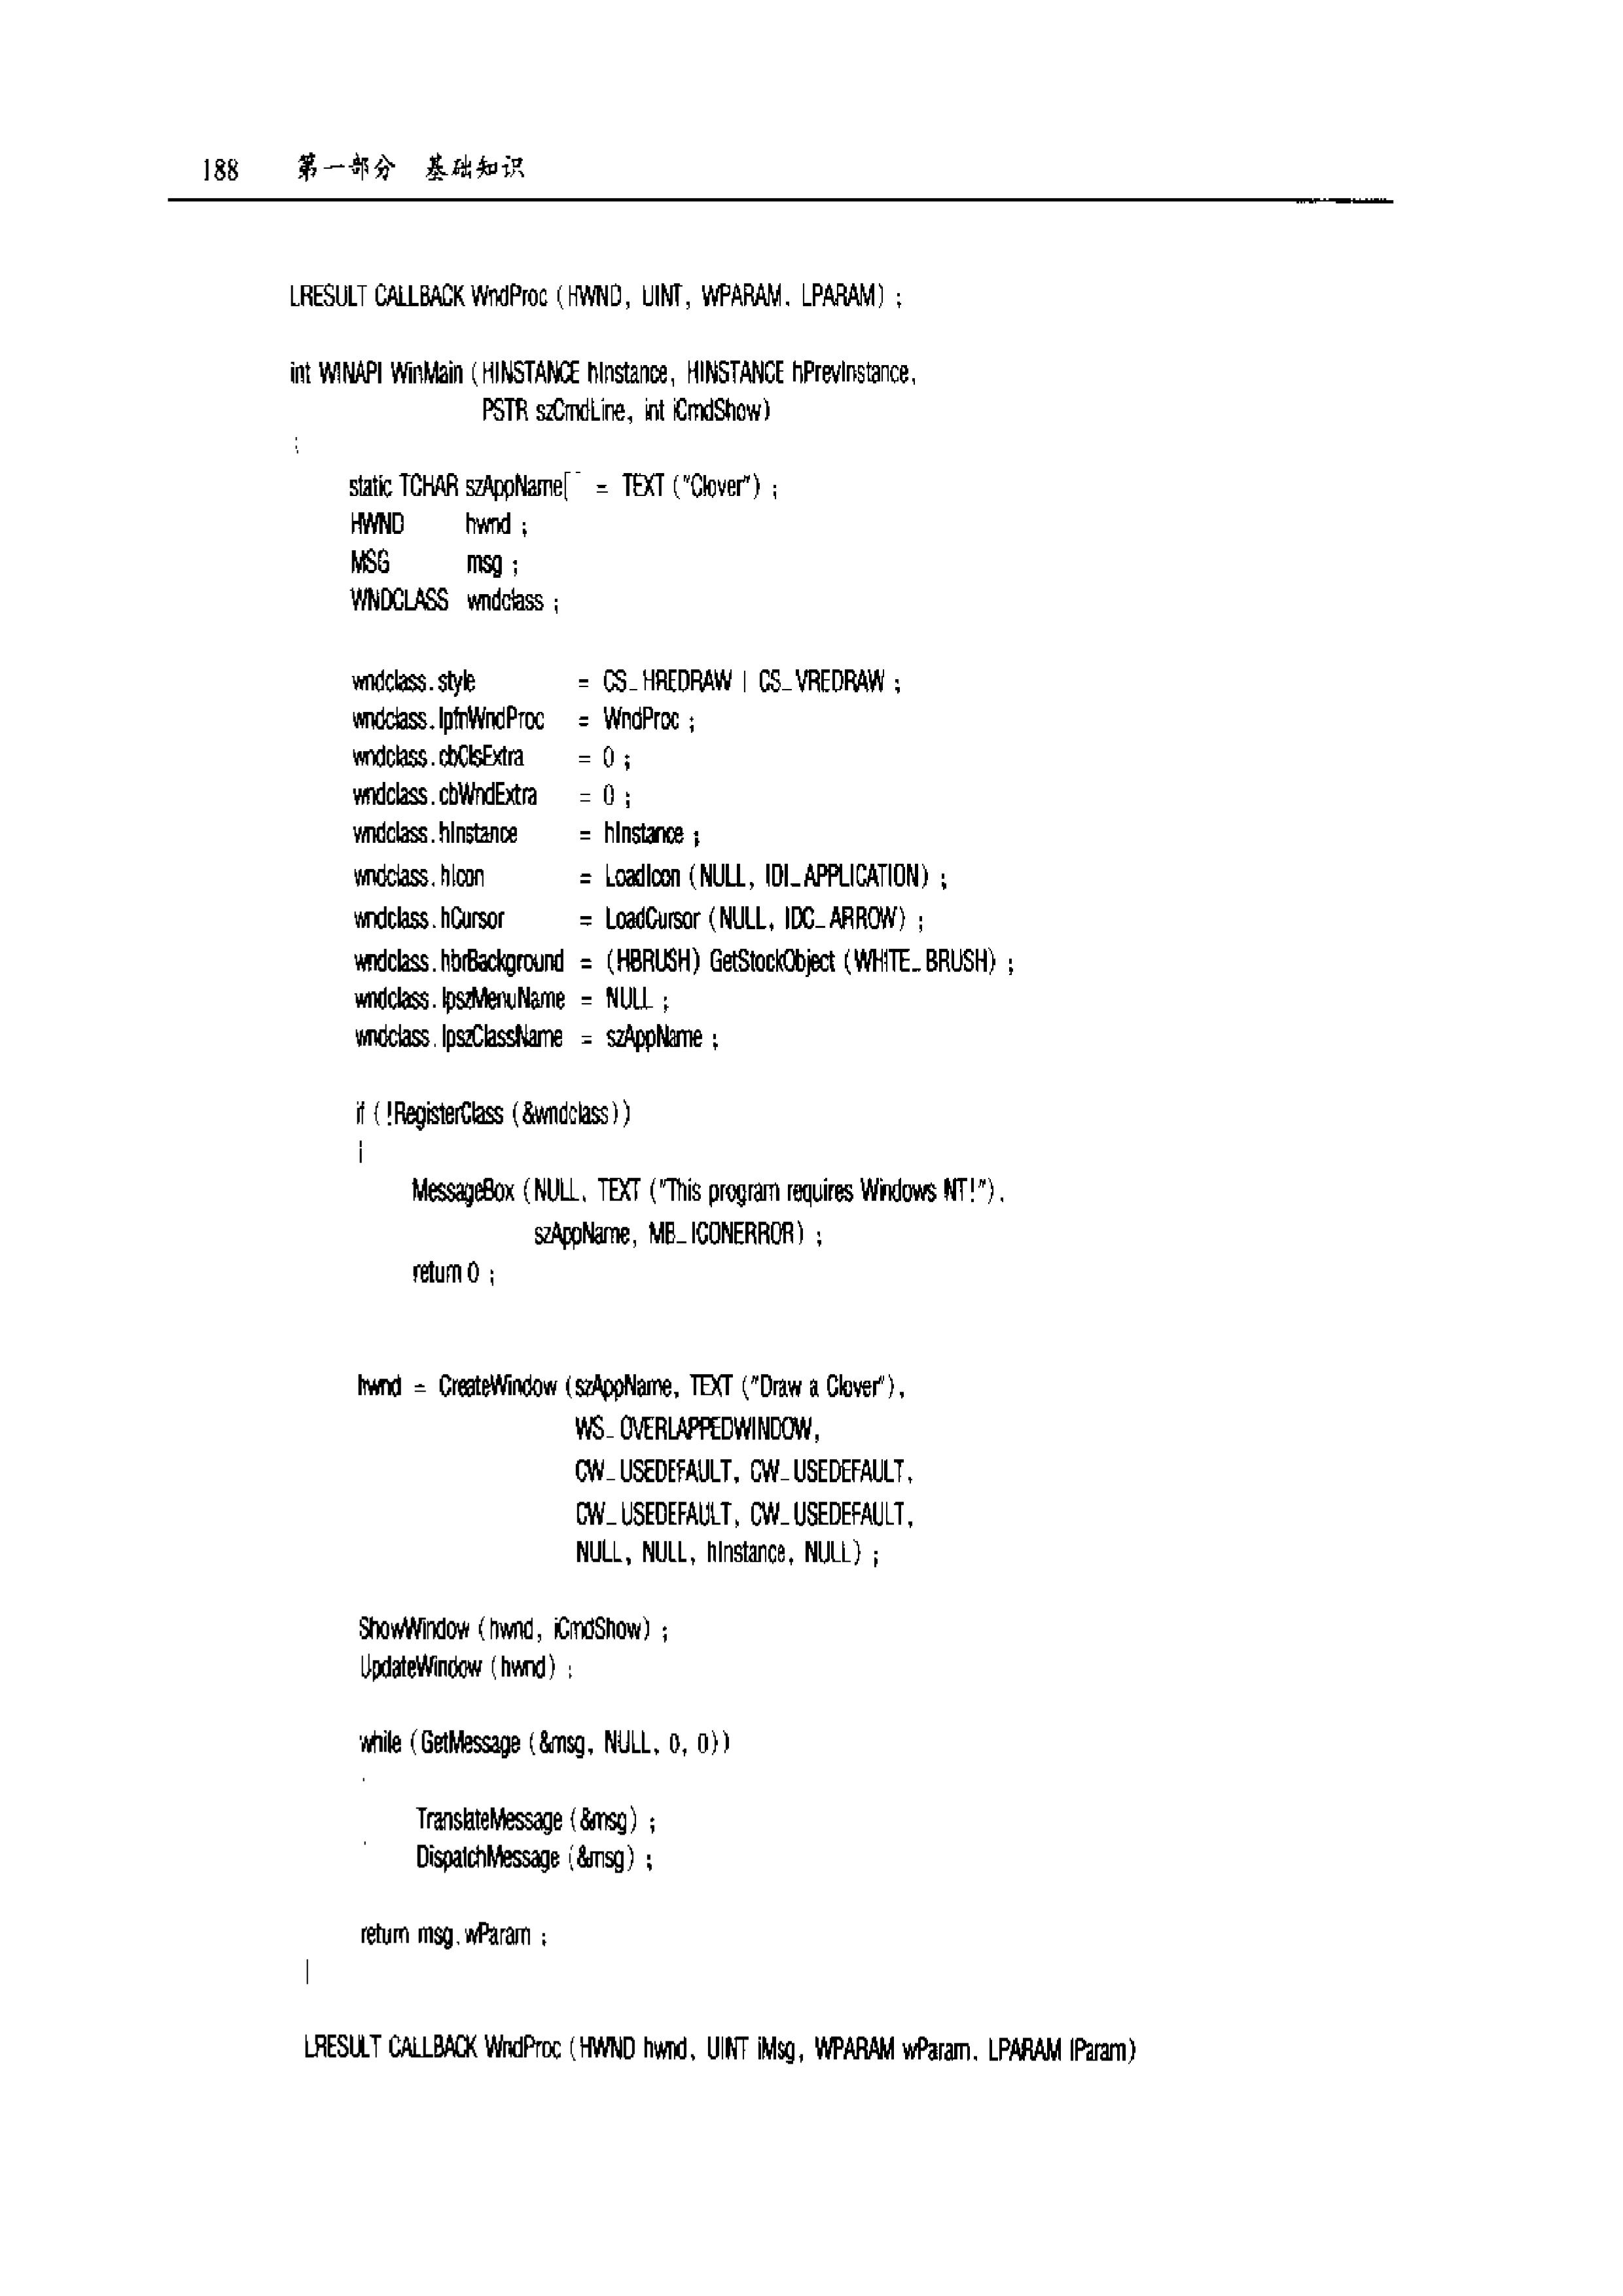 188 第一部分 基础知识
LRESULT CALLBACK WndProc (HWND, UINT, WPARAM, LPARAM) ;
int WINAPI WinMain (HINSTANCE hInstance, HINSTANCE hPrevInstance,
PSTR szCmdLine, int iCmdShow)
static TCHAR szAppName[ = TEXT ("Clover") ;
HWND hwnd ;
MSG msg ;
WNDCLASS wndclass ;
wndclass.style = CS_HREDRAW | CS_VREDRAW ;
wndclass.lpfnWndProc = WndProc ;
wndclass.cbClsExtra = 0 ;
wndclass.cbWndExtra = 0 ;
wndclass.hInstance = hInstance ;
wndclass.hIcon = LoadIcon (NULL, IDI_APPLICATION) ;
wndclass.hCursor = LoadCursor (NULL, IDC_ARROW) ;
wndclass.hbrBackground = (HBRUSH) GetStockObject (WHITE_BRUSH) ;
wndclass.lpszMenuName = NULL ;
wndclass.lpszClassName = szAppName ;
if (!RegisterClass (&wndclass))
MessageBox (NULL, TEXT ("This program requires Windows NT!"),
szAppName, MB_ICONERROR) ;
return 0 ;
hwnd = CreateWindow (szAppName, TEXT ("Draw a Clover"),
WS_OVERLAPPEDWINDOW,
CW_USEDEFAULT, CW_USEDEFAULT,
CW_USEDEFAULT, CW_USEDEFAULT,
NULL, NULL, hInstance, NULL) ;
ShowWindow (hwnd, iCmdShow) ;
UpdateWindow (hwnd) ;
while (GetMessage (&msg, NULL, 0, 0))
TranslateMessage (&msg) ;
DispatchMessage (&msg) ;
return msg.wParam ;
LRESULT CALLBACK WndProc (HWND hwnd, UINT iMsg, WPARAM wParam, LPARAM lParam)